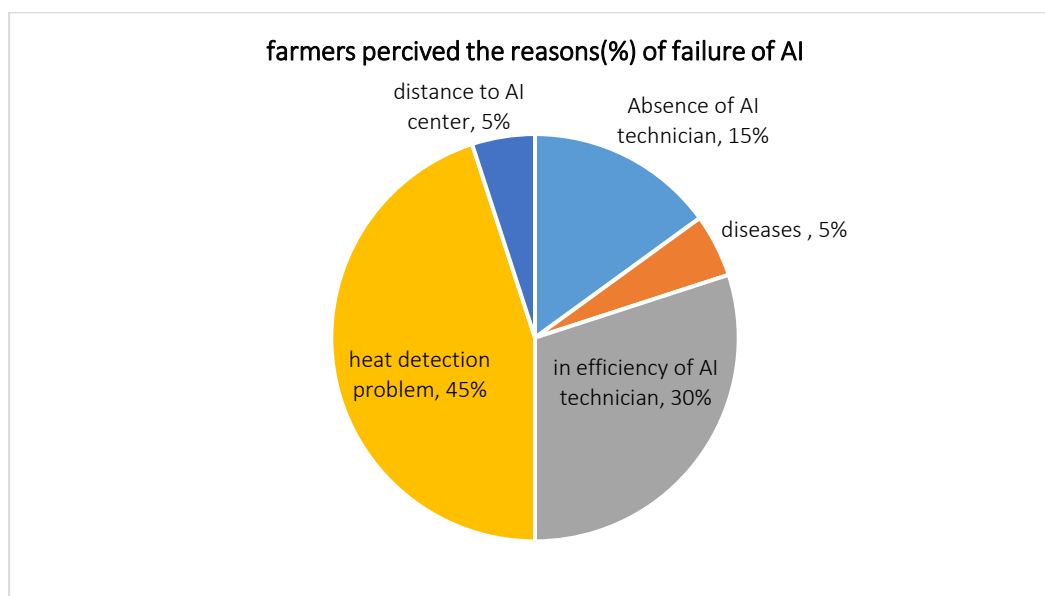 farmers percived the reasons(%) of failure of AI
distance to AI
center, 5%
Absence of AI
technician, 15%
diseases , 5%
heat detection
problem, 45%
in efficiency of AI
technician, 30%